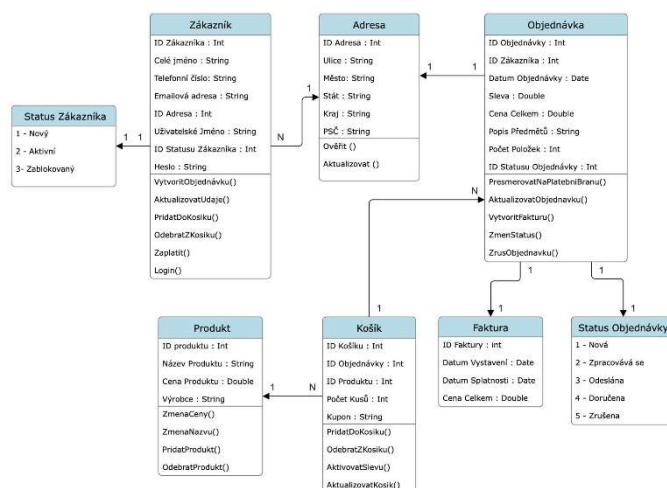 Zákazník
ID Zákazníka : Int
Celé jméno : String
Telefonní číslo: String
Emailová adresa : String
ID Adresa : Int
Uživatelské Jméno : String
ID Statusu Zákazníka : Int
Heslo : String
VytvoritObjednávku()
AktualizovatUdaje()
PridatDoKosiku()
OdebratZKosiku()
Zaplatit()
Login()
Adresa
ID Adresa : Int
Ulice : String
Město: String
Stát : String
Kraj : String
PSČ : String
Ověřit ()
Aktualizovat ()
Objednávka
ID Objednávky : Int
ID Zákazníka : Int
Datum Objednávky : Date
Sleva : Double
Cena Celkem : Double
Popis Předmětů : String
Počet Položek : Int
ID Statusu Objednávky : Int
PresmerovatNaPlatebniBranu()
AktualizovatObjednavku()
VytvoritFakturu()
ZmenStatus()
ZrusObjednavku()
Status Zákazníka
1 - Nový
2 - Aktivní
3- Zablokovaný
1 1
N
1
1
1
N
1
1
1
1
1
Produkt
ID produktu : Int
Název Produktu : String
Cena Produktu : Double
Výrobce : String
ZmenaCeny()
ZmenaNazvu()
PridatProdukt()
OdebratProdukt()
1
N
Košík
ID Košíku : Int
ID Objednávky : Int
ID Produktu : Int
Počet Kusů : Int
Kupon : String
PridatDoKosiku()
OdebratZKosiku()
AktivovatSlevu()
AktualizovatKosik()
Faktura
ID Faktury : int
Datum Vystavení : Date
Datum Splatnosti : Date
Cena Celkem : Double
Status Objednávky
1 - Nová
2 - Zpracovává se
3 - Odeslána
4 - Doručena
5 - Zrušena